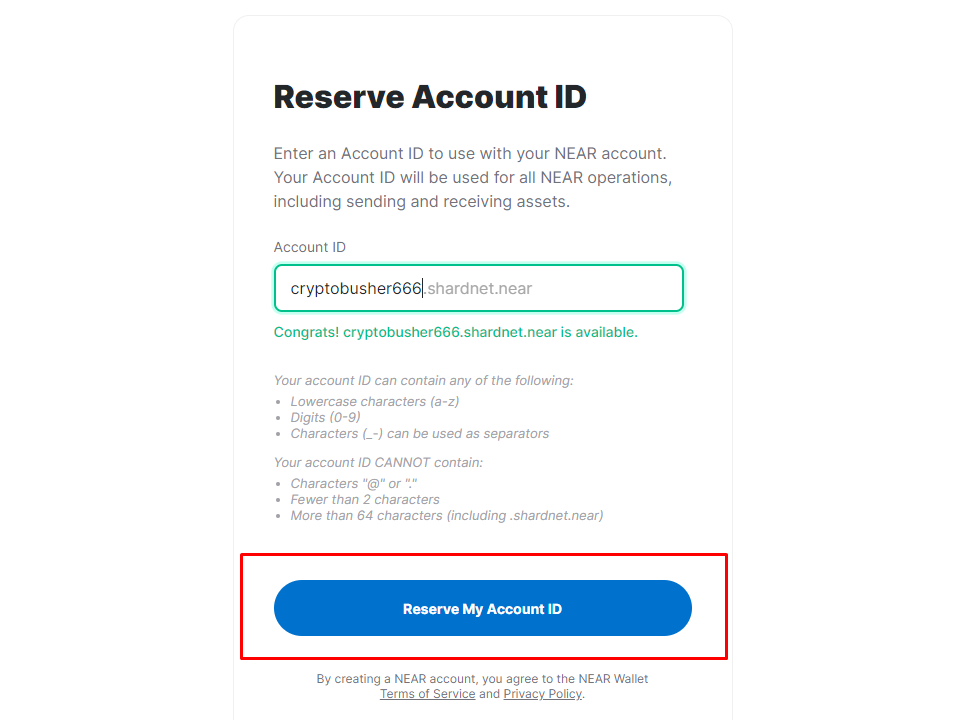 Reserve Account ID
Enter an Account ID to use with your NEAR account.
Your Account ID will be used for all NEAR operations,
including sending and receiving assets.
Account ID
cryptobusher666.shardnet.near
Congrats! cryptobusher666.shardnet.near is available.
Your account ID can contain any of the following:
• Lowercase characters (a-z)
• Digits (0-9)
• Characters (_-) can be used as separators
Your account ID CANNOT contain:
• Characters "@" or "."
• Fewer than 2 characters
• More than 64 characters (including .shardnet.near)
Reserve My Account ID
By creating a NEAR account, you agree to the NEAR Wallet
Terms of Service and Privacy Policy.